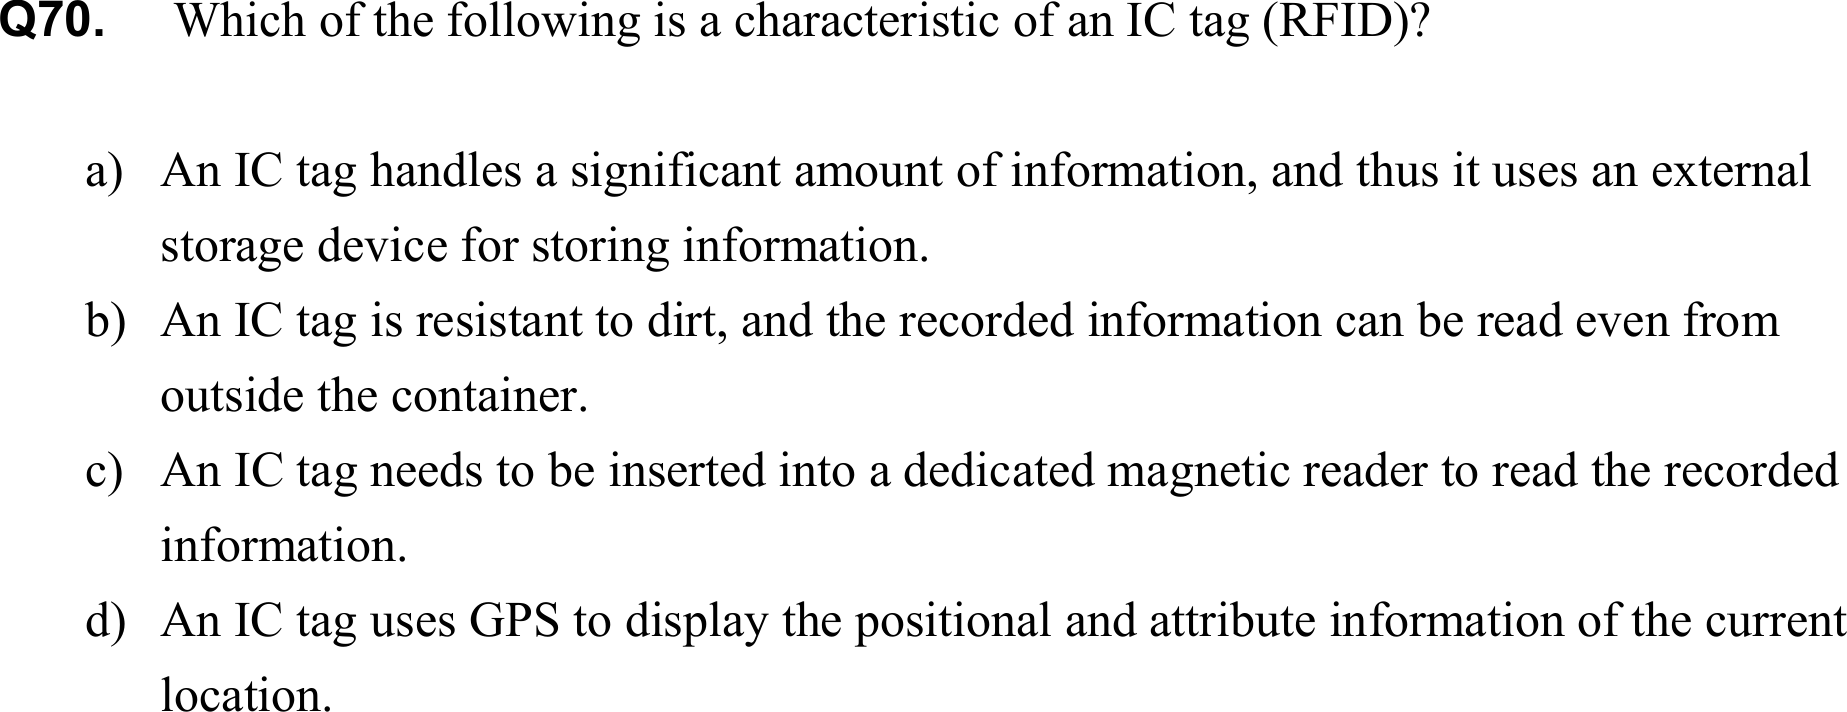 Q70. Which of the following is a characteristic of an IC tag (RFID)?
a) An IC tag handles a significant amount of information, and thus it uses an external
storage device for storing information.
b) An IC tag is resistant to dirt, and the recorded information can be read even from
outside the container.
c) An IC tag needs to be inserted into a dedicated magnetic reader to read the recorded
information.
d) An IC tag uses GPS to display the positional and attribute information of the current
location.